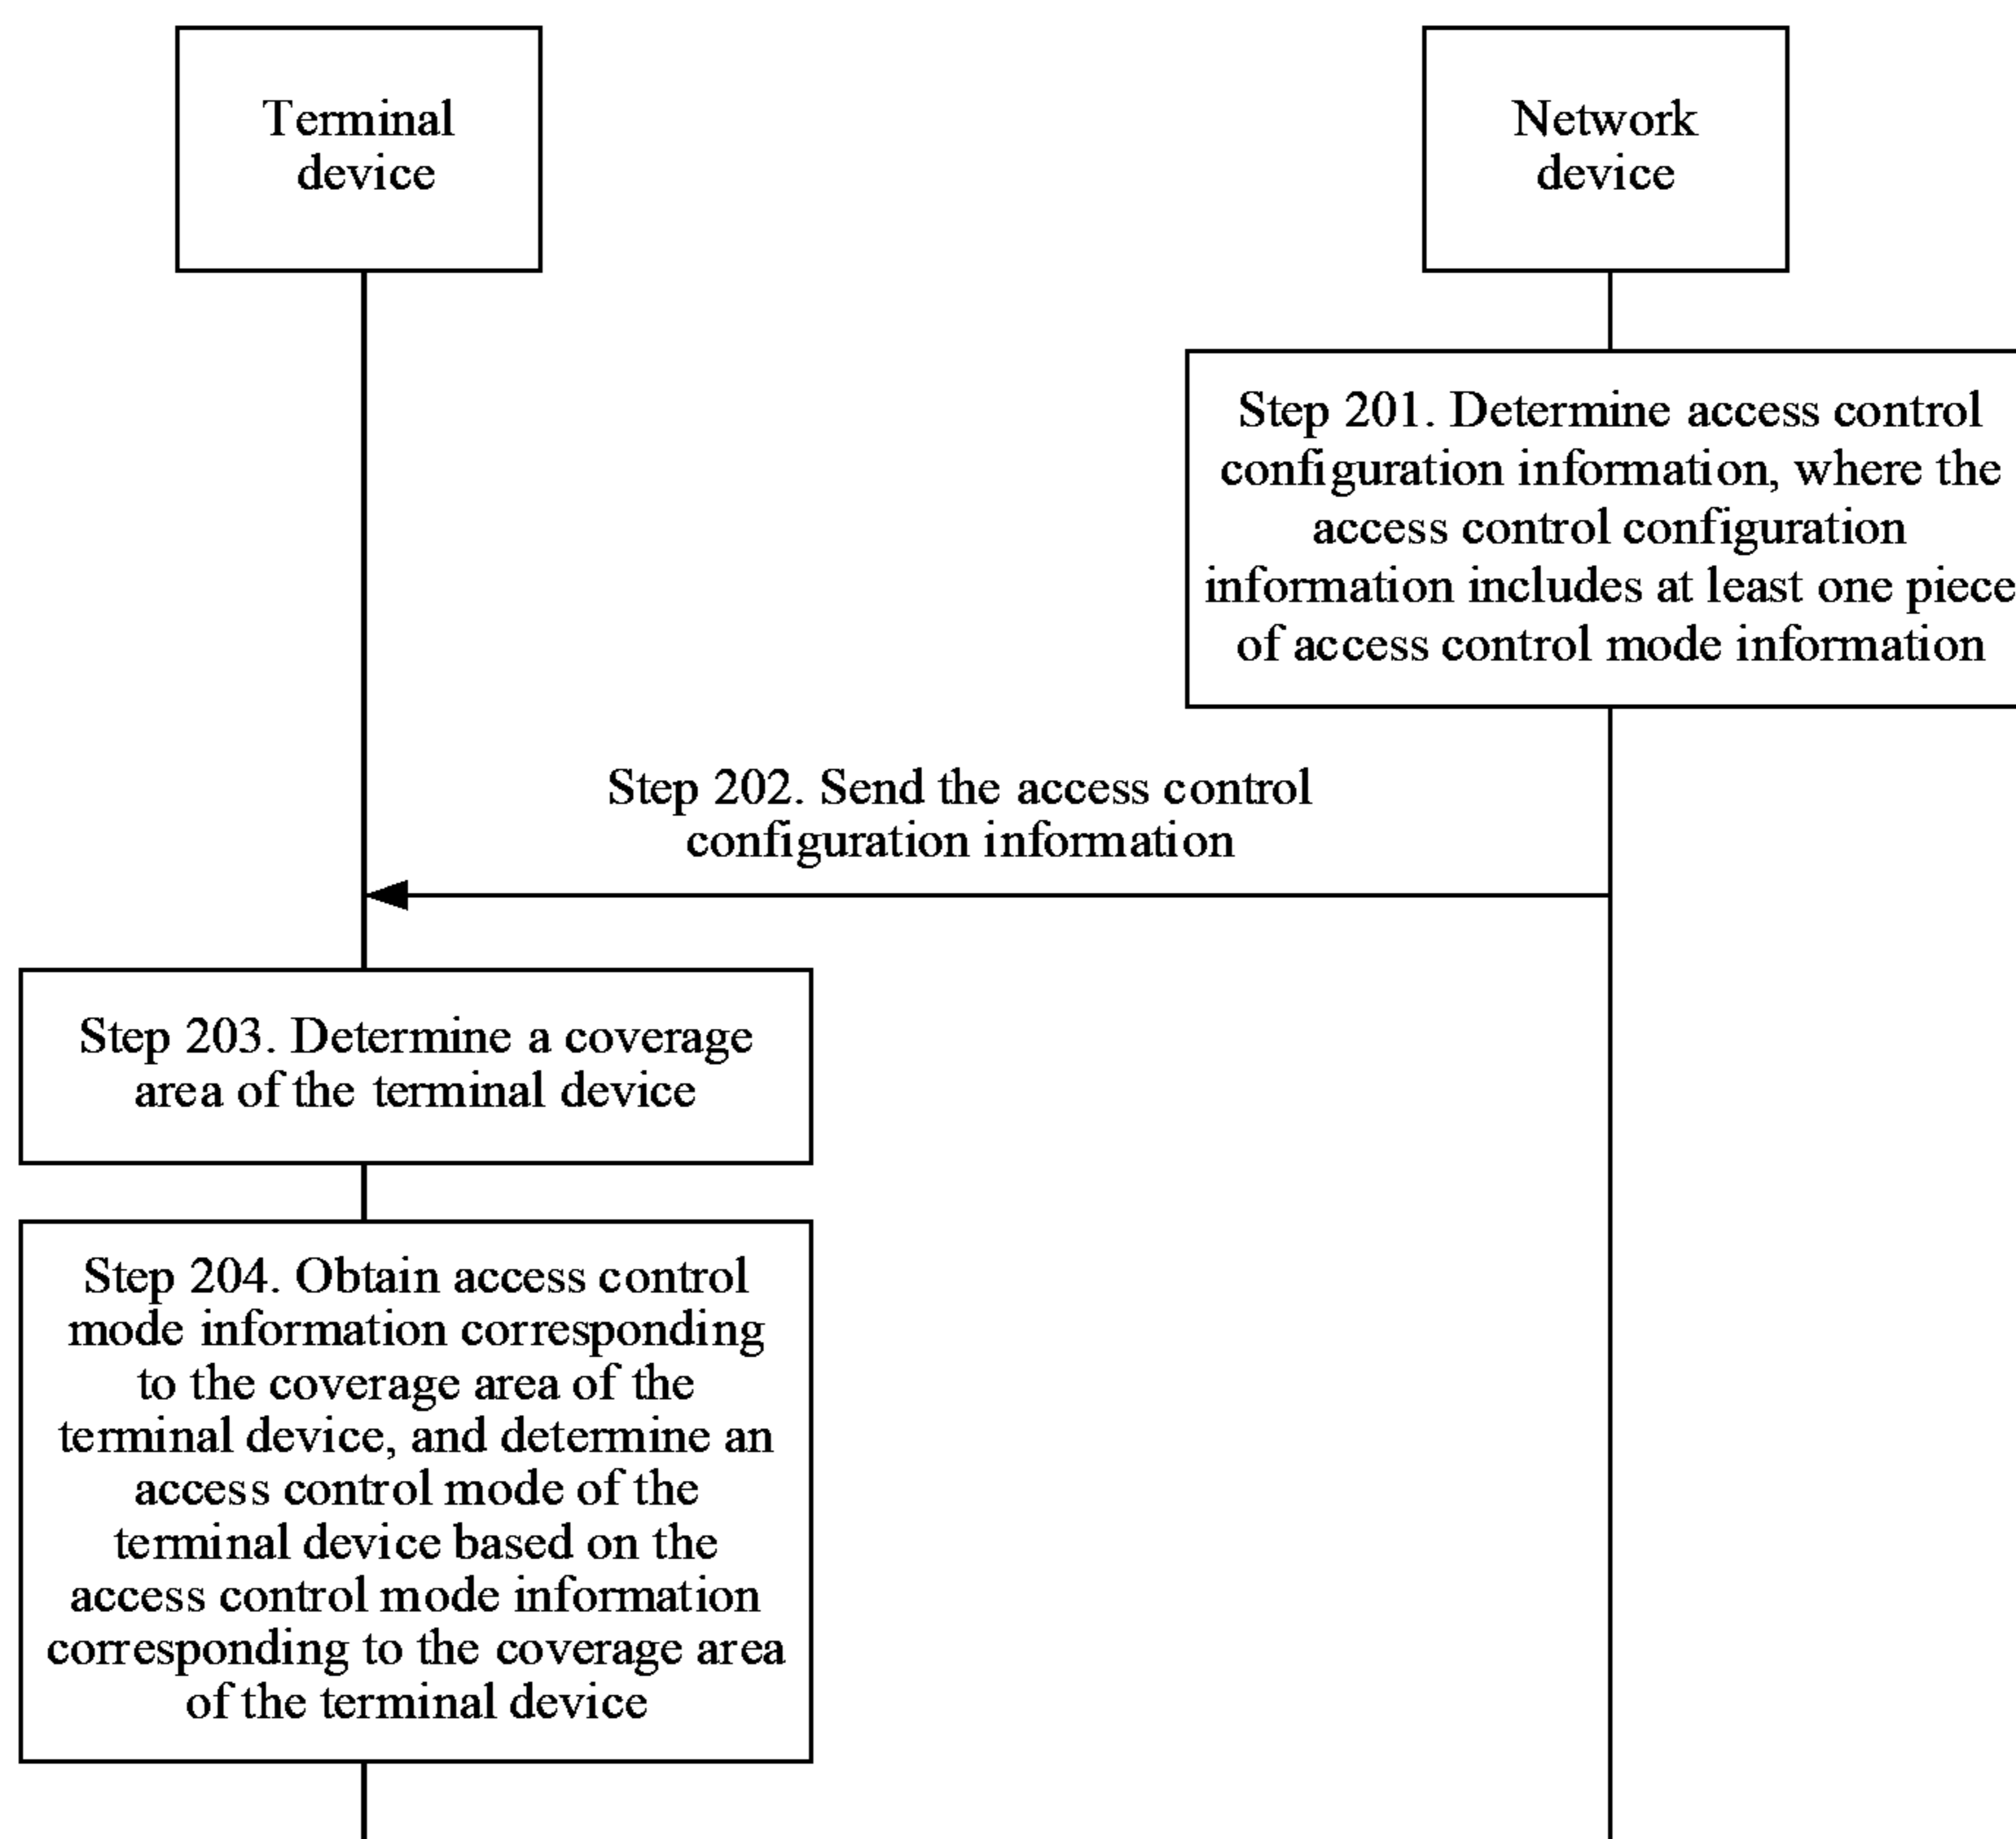 Terminal
device
Network
device
Step 201. Determine access control
configuration information, where the
access control configuration
information includes at least one piece
of access control mode information
Step 202. Send the access control
configuration information
Step 203. Determine a coverage
area of the terminal device
Step 204. Obtain access control
mode information corresponding
to the coverage area of the
terminal device, and determine an
access control mode of the
terminal device based on the
access control mode information
corresponding to the coverage area
of the terminal device